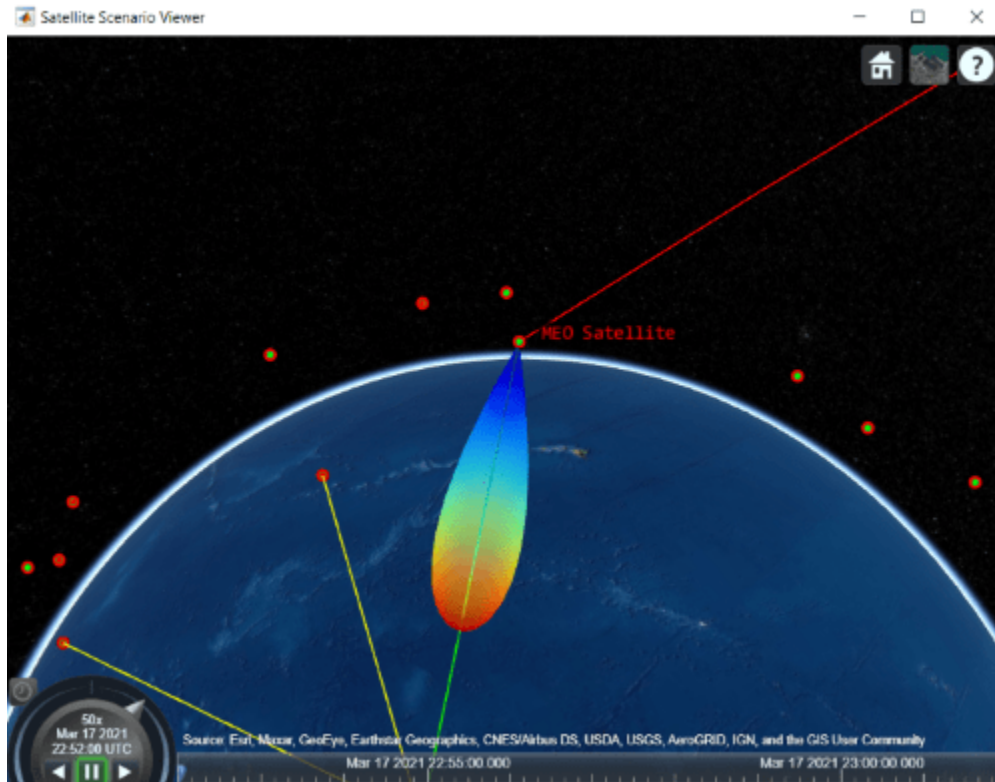 Satellite Scenario Viewer
?
MEO Satellite
50x
Mar 17 2021
22:52:00 UTC
Source: Esri, Maxar, GeoEye, Earthstar Geographics, CNES/Airbus DS, USDA, USGS, AeroGRID, IGN, and the GIS User Community
Mar 17 2021 22:55:00.000
Mar 17 2021 23:00:00.000